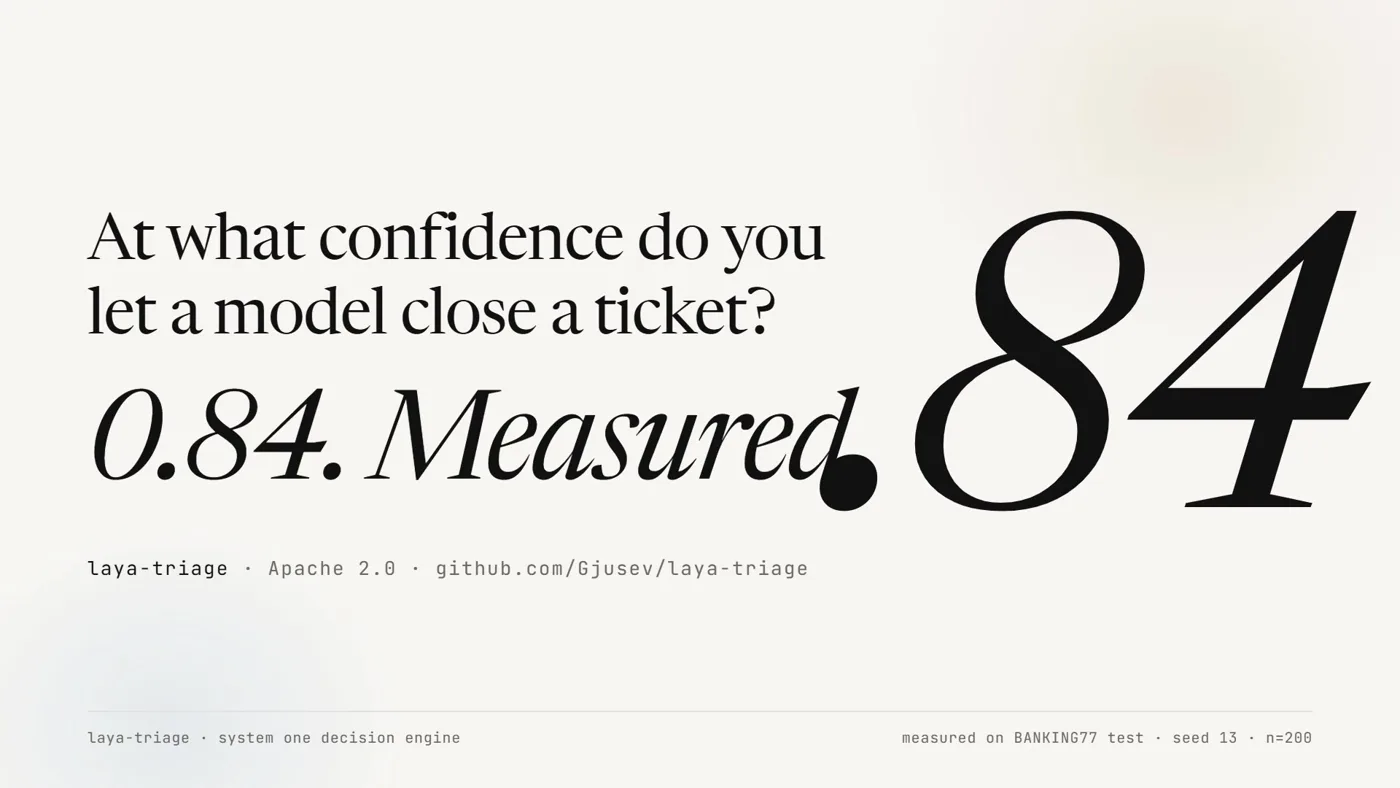 At what confidence do you
let a model close a ticket?
0.84. Measured.
.84
laya-triage · Apache 2.0 · github.com/Gjusev/laya-triage
laya-triage · system one decision engine
measured on BANKING77 test · seed 13 · n=200